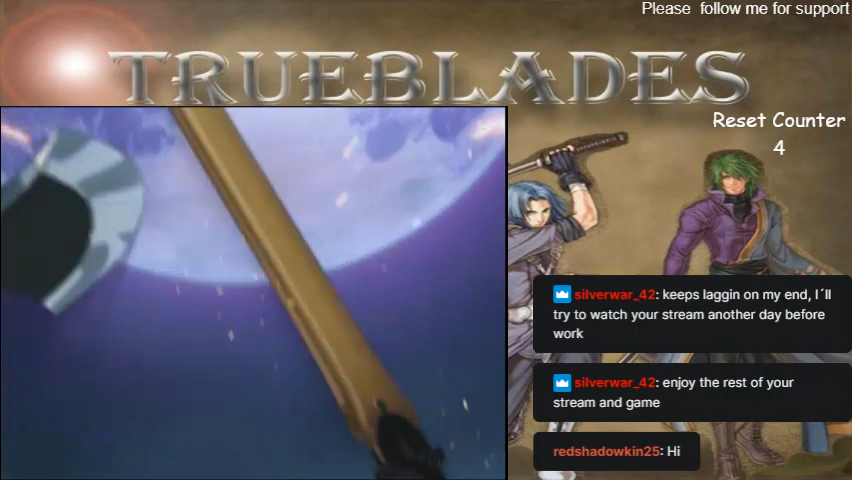 Please  follow me for support
TRUEBLADES
Reset Counter
4
silverwar_42: keeps laggin on my end, I´ll
try to watch your stream another day before
work
silverwar_42: enjoy the rest of your
stream and game
redshadowkin25: Hi